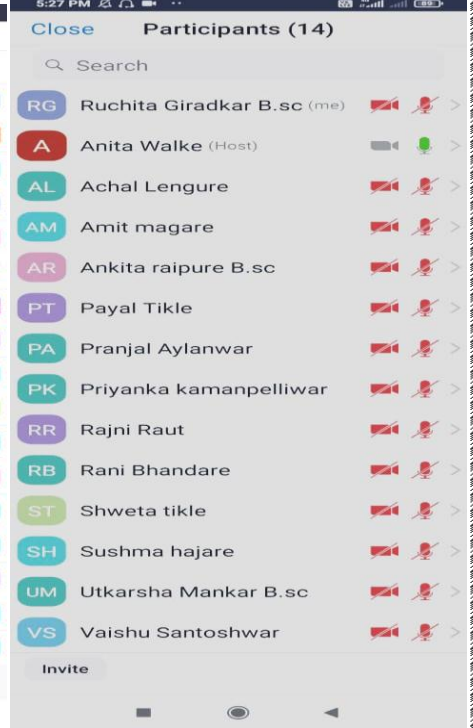 5:27 PM
Close Participants (14)
Search
RG Ruchita Giradkar B.sc (me)
A Anita Walke (Host)
AL Achal Lengure
AM Amit magare
AR Ankita raipure B.sc
PT Payal Tikle
PA Pranjal Aylanwar
PK Priyanka kamanpelliwar
RR Rajni Raut
RB Rani Bhandare
ST Shweta tikle
SH Sushma hajare
UM Utkarsha Mankar B.sc
VS Vaishu Santoshwar
Invite